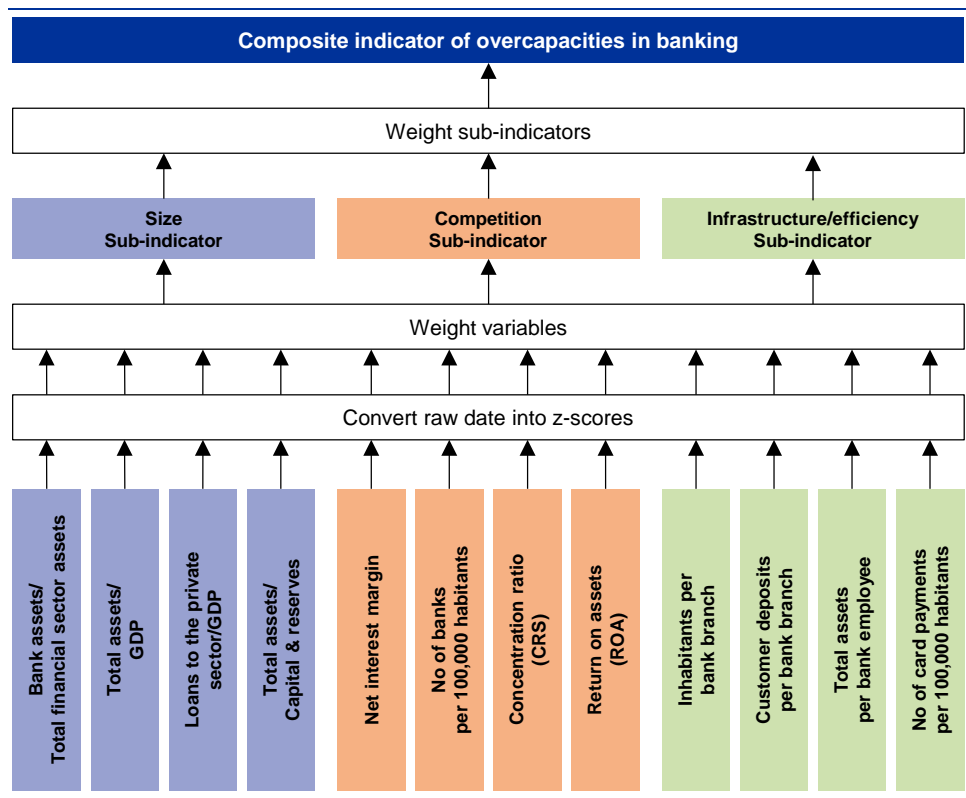 Composite indicator of overcapacities in banking
Weight sub-indicators
Size
Sub-indicator
Competition
Sub-indicator
Infrastructure/efficiency
Sub-indicator
Weight variables
Convert raw date into z-scores
Bank assets/
Total financial sector assets
Total assets/
GDP
Loans to the private
sector/GDP
Total assets/
Capital & reserves
Net interest margin
No of banks
per 100,000 habitants
Concentration ratio
(CRS)
Return on assets
(ROA)
Inhabitants per
bank branch
Customer deposits
per bank branch
Total assets
per bank employee
No of card payments
per 100,000 habitants